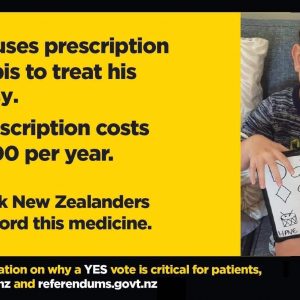 uses prescription
bis to treat his
y.
scription costs
00 per year.
k New Zealanders
ord this medicine.
HAVE
ation on why a YES vote is critical for patients,
nz and referendums.govt.nz